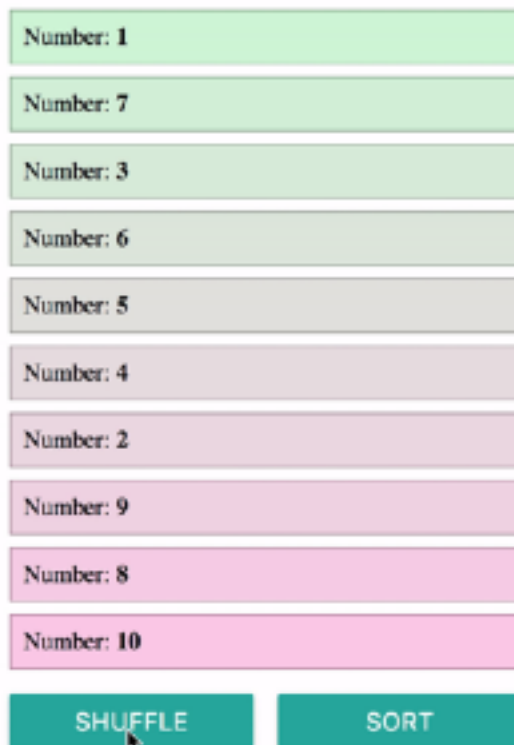 Number: 1
Number: 7
Number: 3
Number: 6
Number: 5
Number: 4
Number: 2
Number: 9
Number: 8
Number: 10
SHUFFLE SORT